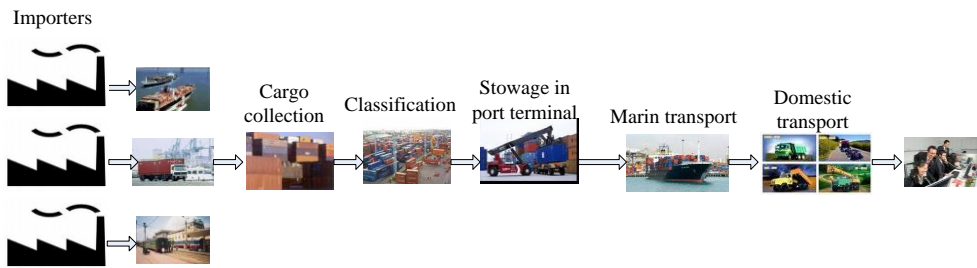 Importers
Cargo
collection
Classification
Stowage in
port terminal
Marin transport
Domestic
transport